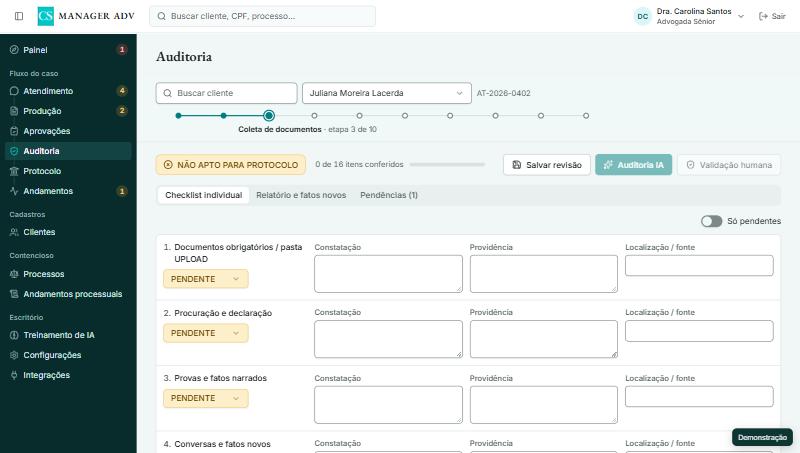 CS MANAGER ADV
Buscar cliente, CPF, processo...
DC
Dra. Carolina Santos
Advogada Sênior
Sair
Painel 1
Fluxo do caso
Atendimento 4
Produção 2
Aprovações
Auditoria
Protocolo
Andamentos 1
Cadastros
Clientes
Contencioso
Processos
Andamentos processuais
Escritório
Treinamento de IA
Configurações
Integrações
Auditoria
Buscar cliente
Juliana Moreira Lacerda
AT-2026-0402
Coleta de documentos · etapa 3 de 10
NÃO APTO PARA PROTOCOLO
0 de 16 itens conferidos
Salvar revisão
Auditoria IA
Validação humana
Checklist individual
Relatório e fatos novos
Pendências (1)
Só pendentes
1. Documentos obrigatórios / pasta
UPLOAD
PENDENTE
Constatação
Providência
Localização / fonte
2. Procuração e declaração
PENDENTE
Constatação
Providência
Localização / fonte
3. Provas e fatos narrados
PENDENTE
Constatação
Providência
Localização / fonte
4. Conversas e fatos novos
Constatação
Providência
Localização / fonte
Demonstração